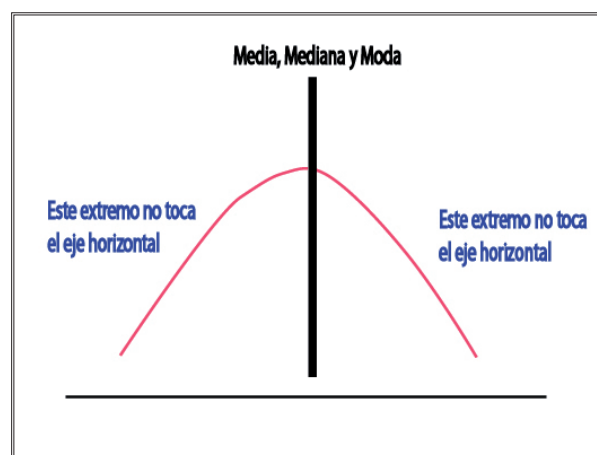 Media, Mediana y Moda
Este extremo no toca
el eje horizontal
Este extremo no toca
el eje horizontal